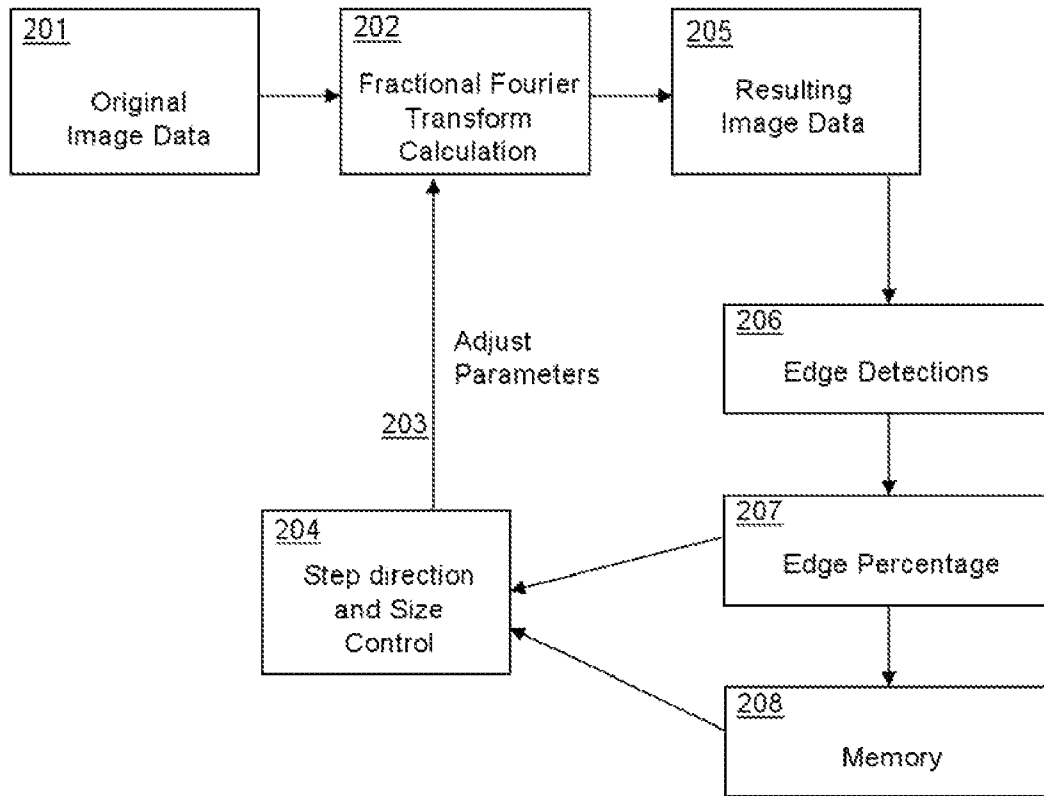 201
Original
Image Data
202
Fractional Fourier
Transform
Calculation
205
Resulting
Image Data
206
Edge Detections
Adjust
Parameters
203
207
Edge Percentage
204
Step direction
and Size
Control
208
Memory